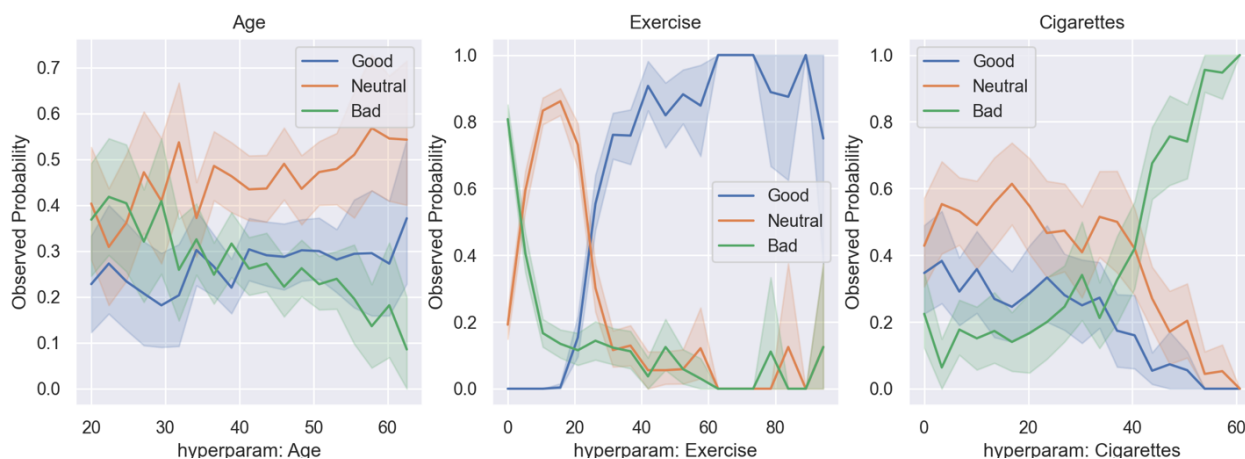 Age
Exercise
Cigarettes
Observed Probability
0.7
0.6
0.5
0.4
0.3
0.2
0.1
0.0
Good
Neutral
Bad
20
30
40
50
60
hyperparam: Age
Observed Probability
1.0
0.8
0.6
0.4
0.2
0.0
Good
Neutral
Bad
0
20
40
60
80
hyperparam: Exercise
Observed Probability
1.0
0.8
0.6
0.4
0.2
0.0
Good
Neutral
Bad
0
20
40
60
hyperparam: Cigarettes